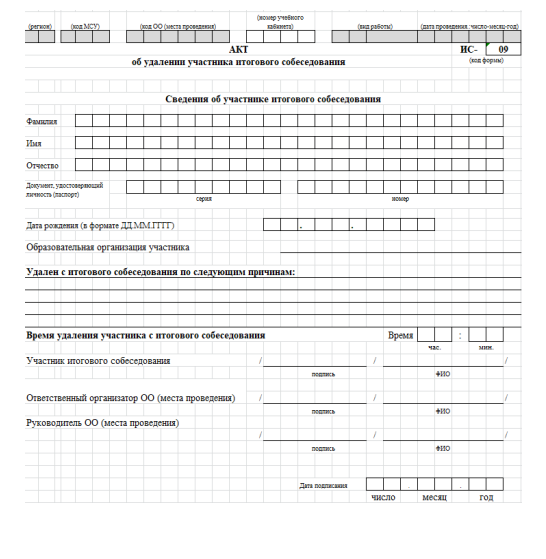 (номер учебного
(регион) (код МСУ) (код ОО (места проведения) кабинета) (вид работы) (дата проведения :число-месяц-год)
АКТ ИС- 09
об удалении участника итогового собеседования (код формы)
Сведения об участнике итогового собеседования
Фамилия
Имя
Отчество
Документ, удостоверяющий
личность (паспорт)
серия номер
Дата рождения (в формате ДД.ММ.ГГГГ) . .
Образовательная организация участника
Удален с итогового собеседования по следующим причинам:
Время удаления участника с итогового собеседования Время :
час. мин.
Участник итогового собеседования / / /
подпись ФИО
Ответственный организатор ОО (места проведения) / / /
подпись ФИО
Руководитель ОО (места проведения)
/ / /
подпись ФИО
Дата подписания . .
число месяц год